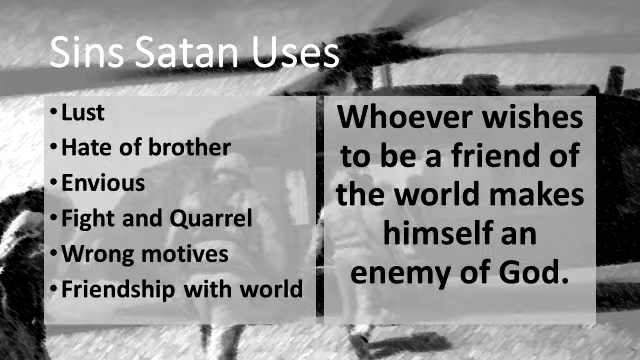 Sins Satan Uses
•Lust
•Hate of brother
•Envious
•Fight and Quarrel
•Wrong motives
•Friendship with world
Whoever wishes
to be a friend of
the world makes
himself an
enemy of God.